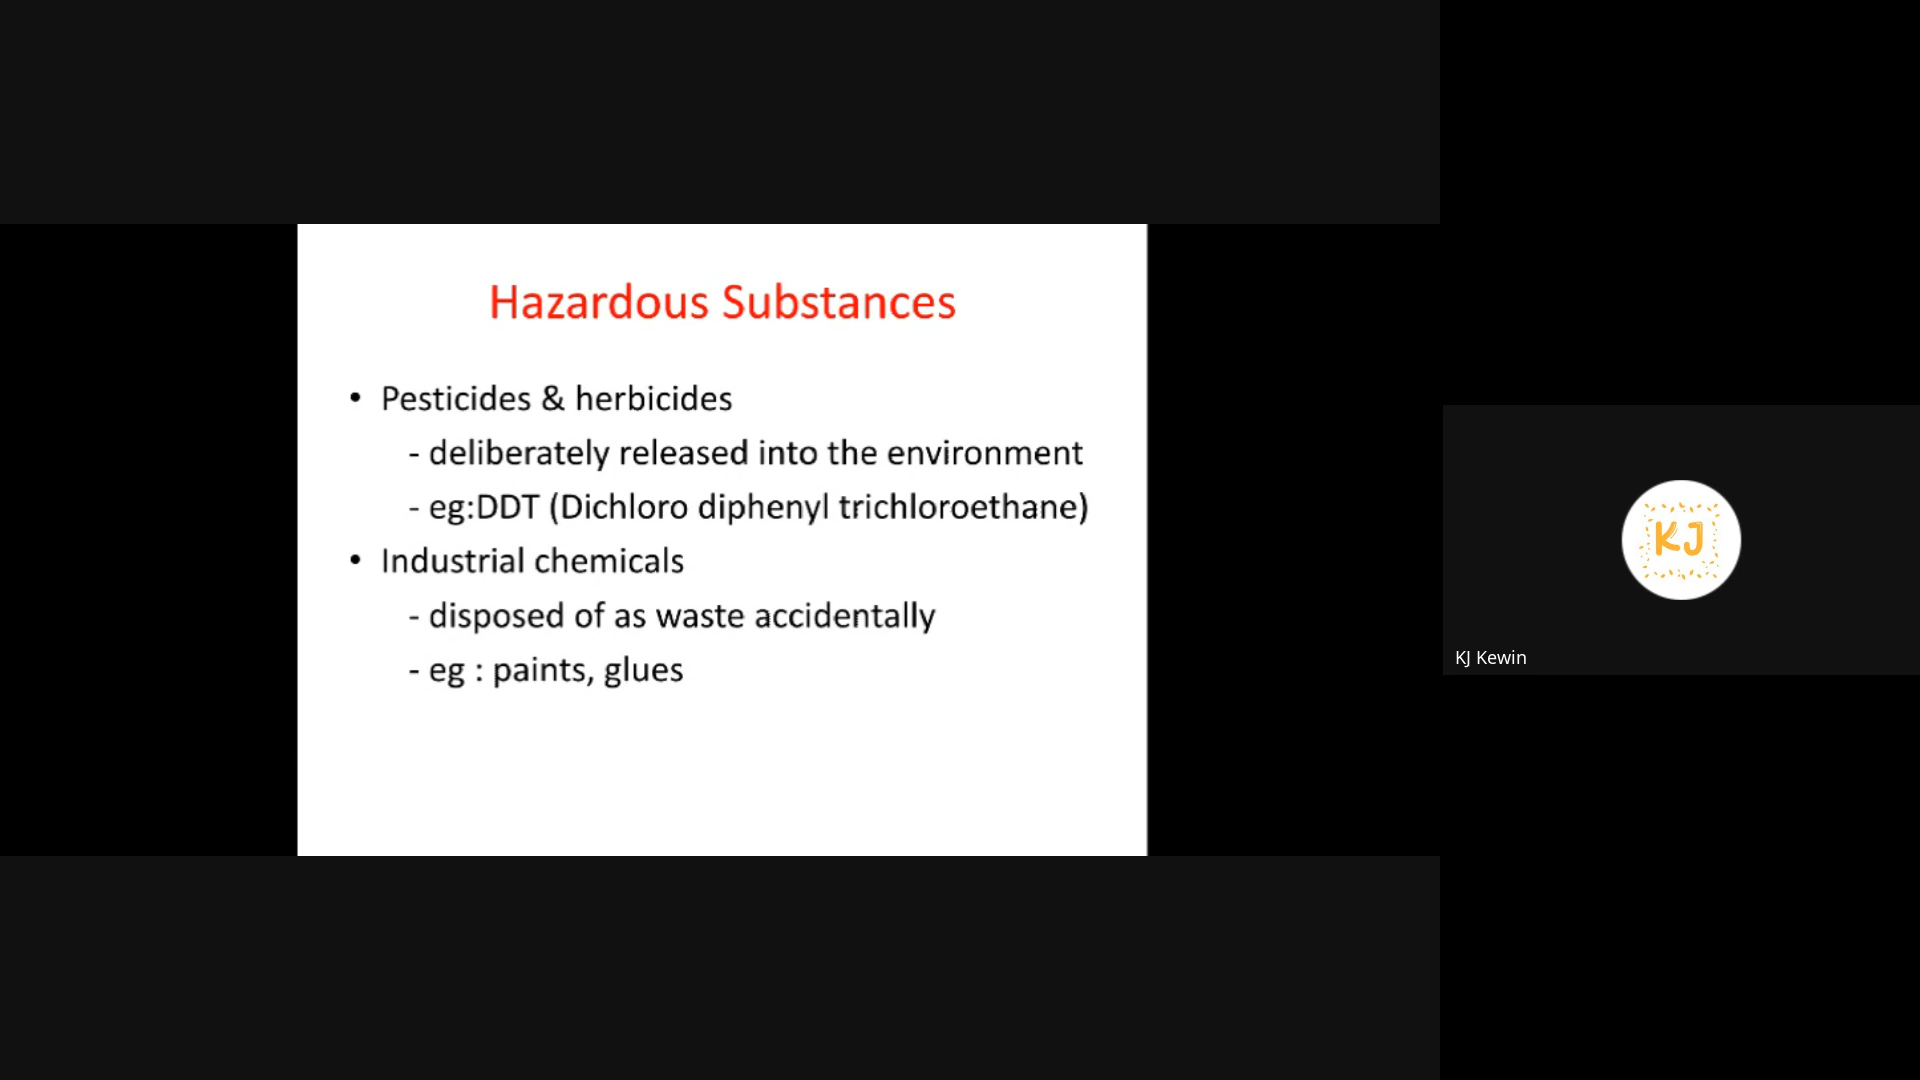 Hazardous Substances
• Pesticides & herbicides
- deliberately released into the environment
- eg:DDT (Dichloro diphenyl trichloroethane)
• Industrial chemicals
- disposed of as waste accidentally
- eg : paints, glues
KJ
KJ Kewin